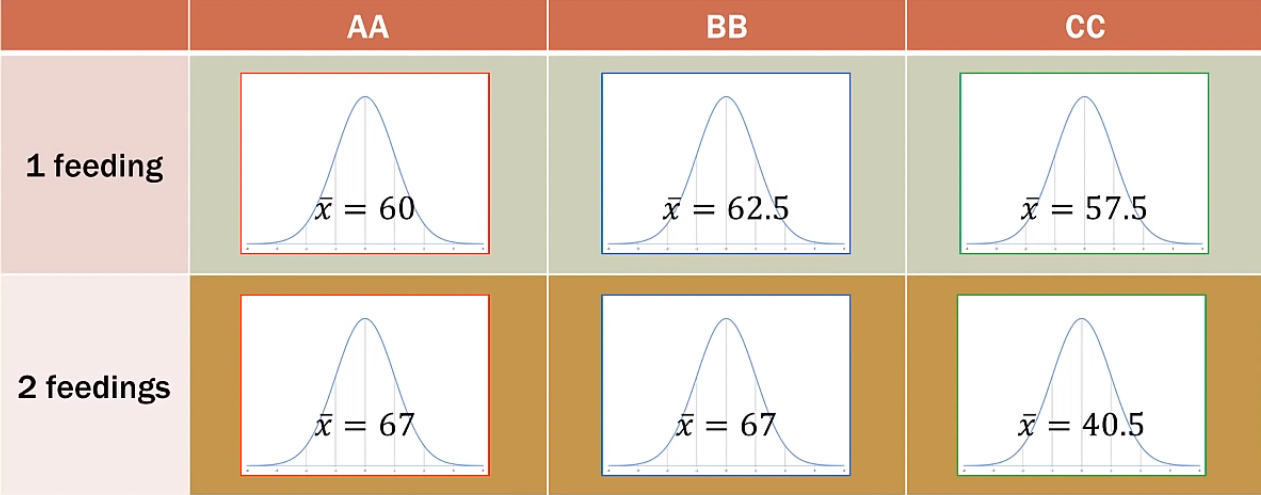 AA BB CC
1 feeding
x̄ = 60 x̄ = 62.5 x̄ = 57.5
2 feedings
x̄ = 67 x̄ = 67 x̄ = 40.5